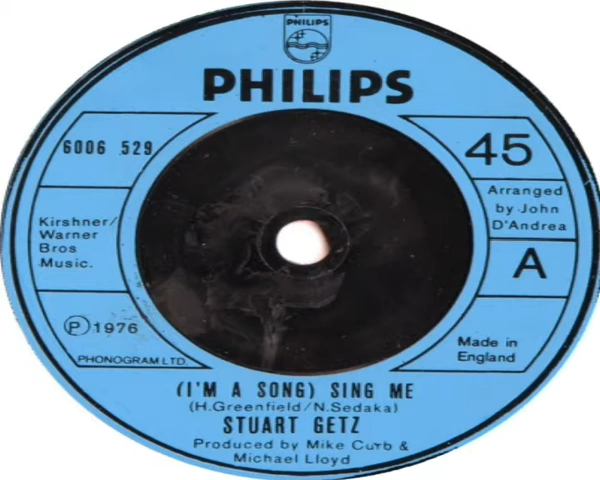 PHILIPS
PHILIPS
6006 529
45
Arranged
by John
D'Andrea
Kirshner/
Warner
Bros
Music.
A
Ⓟ1976
PHONOGRAM LTD.
Made in
England
(I'M A SONG) SING ME
(H.Greenfield/N.Sedaka)
STUART GETZ
Produced by Mike Curb &
Michael Lloyd